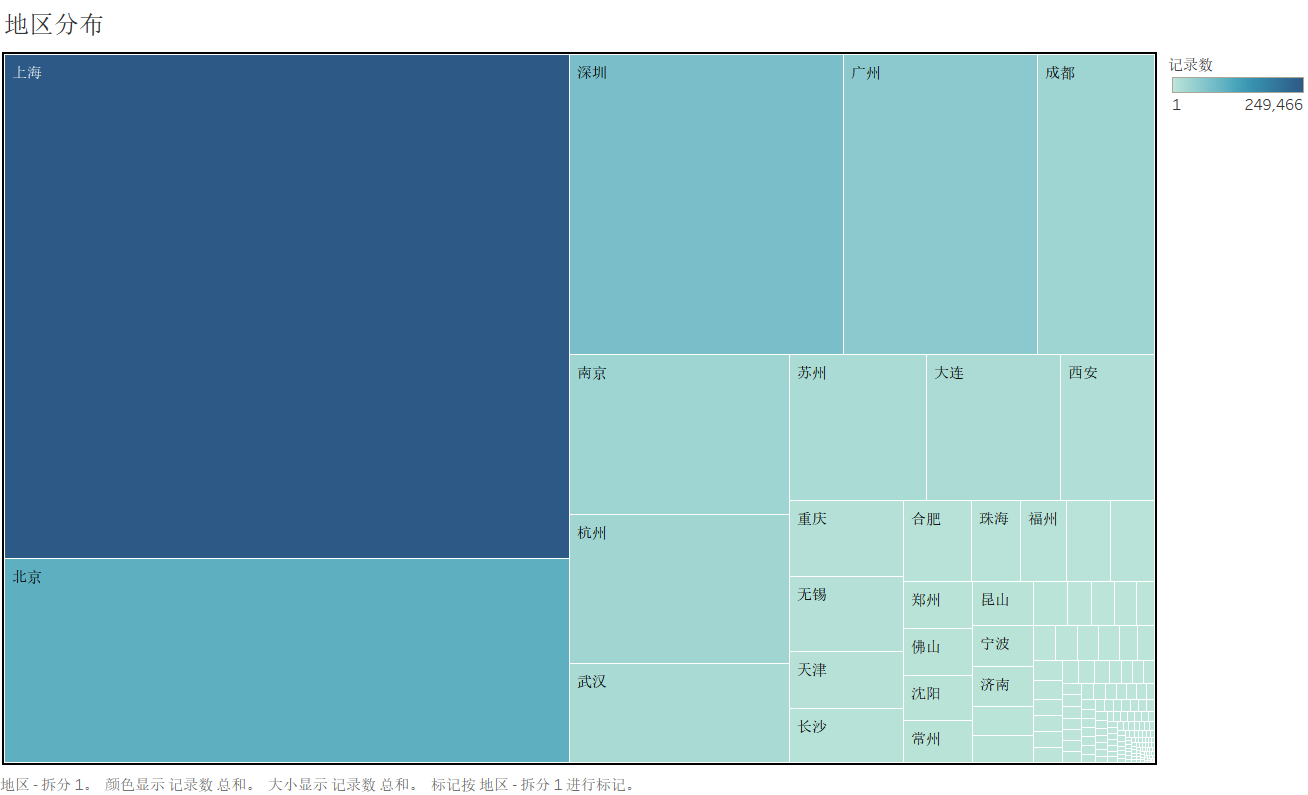 地区分布
上海
深圳
广州
成都
记录数
1
249,466
南京
苏州
大连
西安
重庆
合肥
珠海
福州
杭州
北京
无锡
郑州
昆山
佛山
宁波
天津
武汉
济南
沈阳
长沙
常州
地区 - 拆分 1。 颜色显示 记录数 总和。 大小显示 记录数 总和。 标记按 地区 - 拆分 1 进行标记。